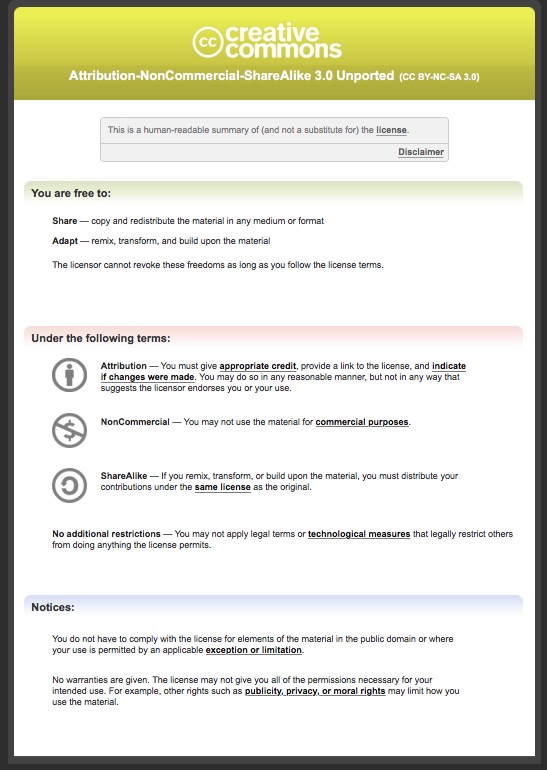 cc creative
commons
Attribution-NonCommercial-ShareAlike 3.0 Unported (CC BY-NC-SA 3.0)
This is a human-readable summary of (and not a substitute for) the license.
Disclaimer
You are free to:
Share — copy and redistribute the material in any medium or format
Adapt — remix, transform, and build upon the material
The licensor cannot revoke these freedoms as long as you follow the license terms.
Under the following terms:
Attribution — You must give appropriate credit, provide a link to the license, and indicate
if changes were made. You may do so in any reasonable manner, but not in any way that
suggests the licensor endorses you or your use.
$
NonCommercial — You may not use the material for commercial purposes.
ShareAlike — If you remix, transform, or build upon the material, you must distribute your
contributions under the same license as the original.
No additional restrictions — You may not apply legal terms or technological measures that legally restrict others
from doing anything the license permits.
Notices:
You do not have to comply with the license for elements of the material in the public domain or where
your use is permitted by an applicable exception or limitation.
No warranties are given. The license may not give you all of the permissions necessary for your
intended use. For example, other rights such as publicity, privacy, or moral rights may limit how you
use the material.